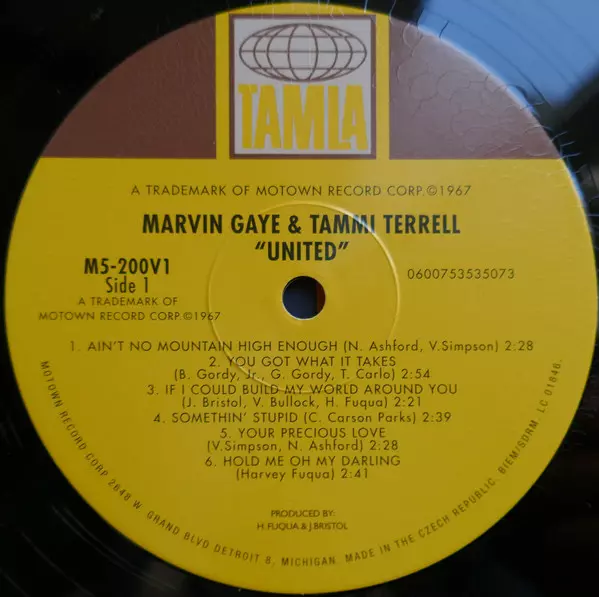 TAMLA
A TRADEMARK OF MOTOWN RECORD CORP.©1967
MARVIN GAYE & TAMMI TERRELL
“UNITED”
M5-200V1
Side 1
0600753535073
A TRADEMARK OF
MOTOWN RECORD CORP.©1967
1. AIN'T NO MOUNTAIN HIGH ENOUGH (N. Ashford, V.Simpson) 2:28
2. YOU GOT WHAT IT TAKES
(B. Gordy, Jr., G. Gordy, T. Carlo) 2:54
3. IF I COULD BUILD MY WORLD AROUND YOU
(J. Bristol, V. Bullock, H. Fuqua) 2:21
4. SOMETHIN' STUPID (C. Carson Parks) 2:39
5. YOUR PRECIOUS LOVE
(V.Simpson, N. Ashford) 2:28
6. HOLD ME OH MY DARLING
(Harvey Fuqua) 2:41
PRODUCED BY:
H.FUQUA & J.BRISTOL
MOTOWN RECORD CORP. 2648 W. GRAND BLVD DETROIT 8, MICHIGAN. MADE IN THE CZECH REPUBLIC. BIEM/SDRM. LC 01846.